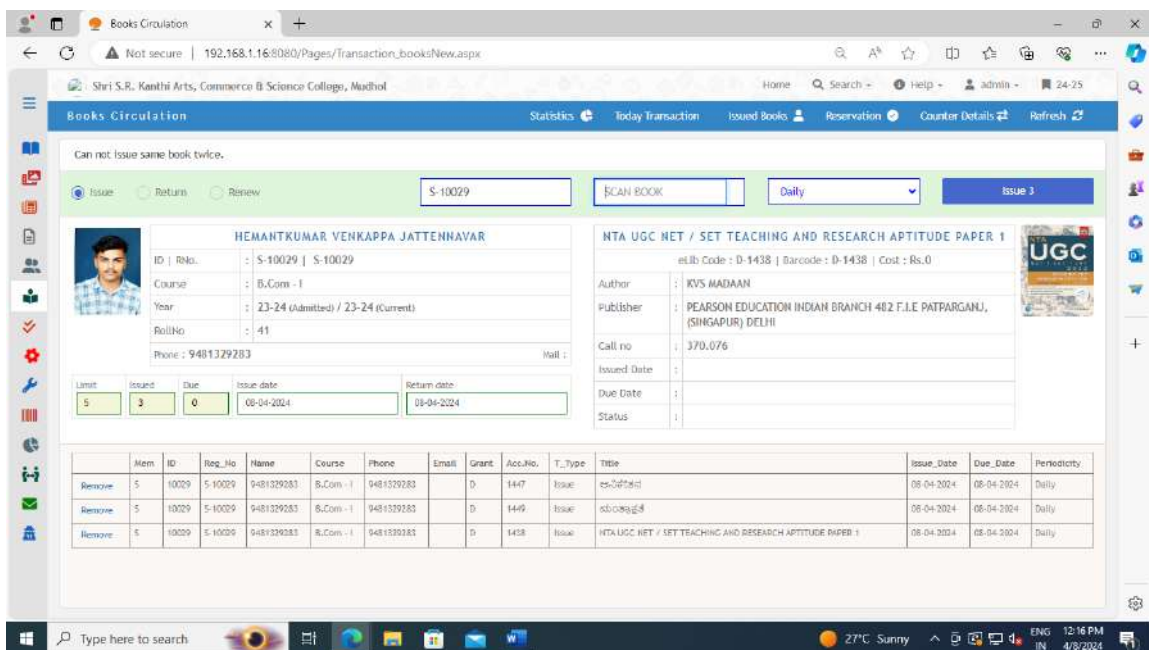 Books Circulation
Not secure | 192.168.1.16:8080/Pages/Transaction_booksNew.aspx
Shri S.R. Kanthi Arts, Commerce & Science College, Mudhol
Home Search Help admin 24-25
Books Circulation
Statistics Today Transaction Issued Books Reservation Counter Details Refresh
Can not issue same book twice.
Issue Return Renew S-10029 SCAN BOOK Daily Issue 3
HEMANTKUMAR VENKAPPA JATTENNAVAR
ID | RNo. : S-10029 | S-10029
Course : B.Com - I
Year : 23-24 (Admitted) / 23-24 (Current)
RollNo : 41
Phone : 9481329283 Mail :
Limit Issued Due Issue date Return date
5 3 0 08-04-2024 08-04-2024
NTA UGC NET / SET TEACHING AND RESEARCH APTITUDE PAPER 1
eLib Code : D-1438 | Barcode : D-1438 | Cost : Rs.0
Author : KVS MADAAN
Publisher : PEARSON EDUCATION INDIAN BRANCH 482 F.I.E PATPARGANJ,
(SINGAPUR) DELHI
Call no : 370.076
Issued Date :
Due Date :
Status :
NTA
UGC
Mem ID Reg_No Name Course Phone Email Grant Acc.No. T_Type Title Issue_Date Due_Date Periodicity
Remove S 10029 S-10029 9481329283 B.Com - I 9481329283 D 1447 Issue 08-04-2024 08-04-2024 Daily
Remove S 10029 S-10029 9481329283 B.Com - I 9481329283 D 1449 Issue 08-04-2024 08-04-2024 Daily
Remove S 10029 S-10029 9481329283 B.Com - I 9481329283 D 1438 Issue NTA UGC NET / SET TEACHING AND RESEARCH APTITUDE PAPER 1 08-04-2024 08-04-2024 Daily
Type here to search
27°C Sunny
ENG
IN
12:16 PM
4/8/2024